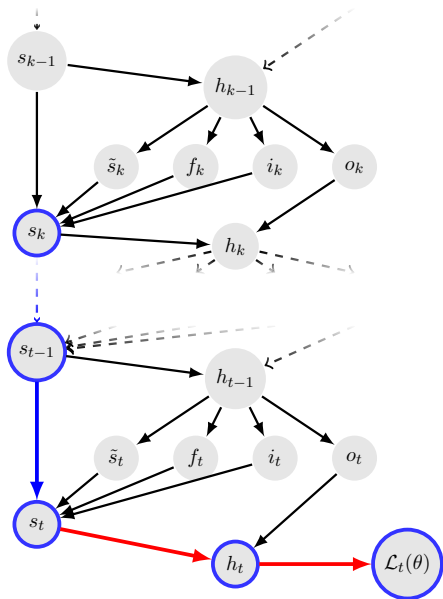 s_{k−1}
h_{k−1}
s̃_k f_k i_k o_k
s_k
h_k
s_{t−1}
h_{t−1}
s̃_t f_t i_t o_t
s_t
h_t ℒ_t(θ)